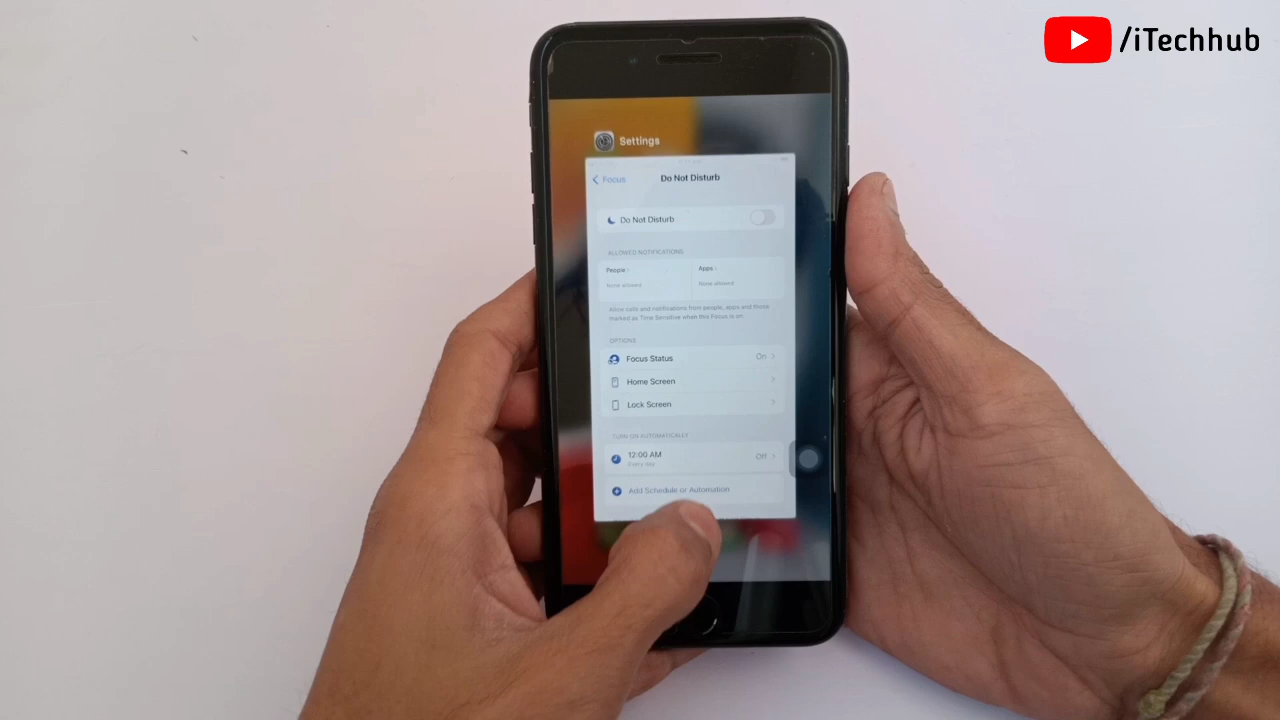 /iTechhub
Settings
Focus
Do Not Disturb
Do Not Disturb
ALLOWED NOTIFICATIONS
People
Apps
None allowed
None allowed
Allow calls and notifications from people, apps and those
marked as Time Sensitive when this Focus is on.
OPTIONS
Focus Status
On
Home Screen
Lock Screen
TURN ON AUTOMATICALLY
12:00 AM
Off
Every day
Add Schedule or Automation